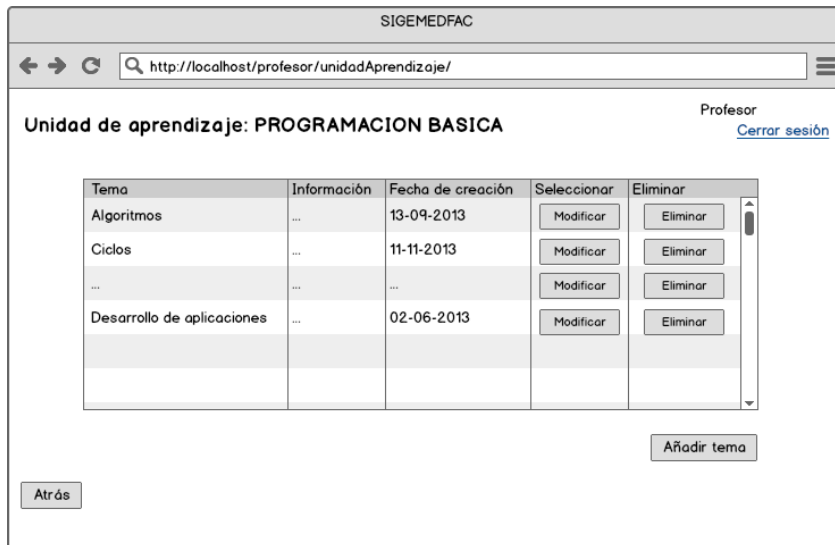 SIGEMEDFAC
http://localhost/profesor/unidadAprendizaje/
Profesor
Unidad de aprendizaje: PROGRAMACION BASICA
Cerrar sesión
Tema Información Fecha de creación Seleccionar Eliminar
Algoritmos ... 13-09-2013 Modificar Eliminar
Ciclos ... 11-11-2013 Modificar Eliminar
... ... ... Modificar Eliminar
Desarrollo de aplicaciones ... 02-06-2013 Modificar Eliminar
Añadir tema
Atrás